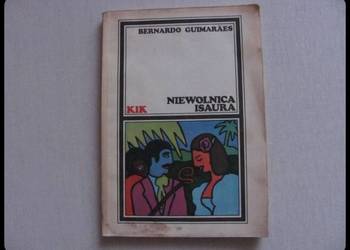 BERNARDO GUIMARAES
NIEWOLNICA
KIK ISAURA